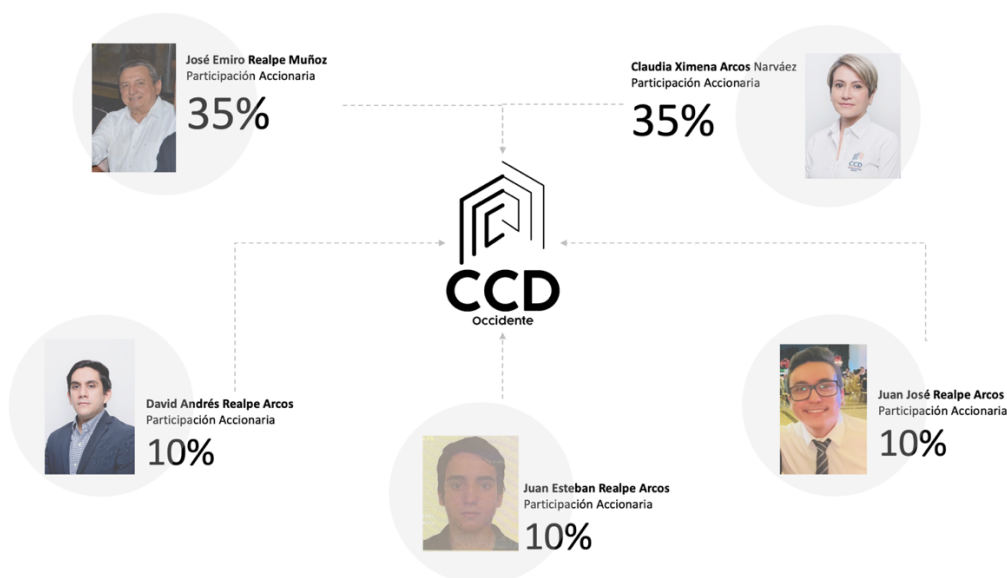 José Emiro Realpe Muñoz
Participación Accionaria
35%
Claudia Ximena Arcos Narváez
Participación Accionaria
35%
CCD
CCD
Occidente
David Andrés Realpe Arcos
Participación Accionaria
10%
Juan Esteban Realpe Arcos
Participación Accionaria
10%
Juan José Realpe Arcos
Participación Accionaria
10%